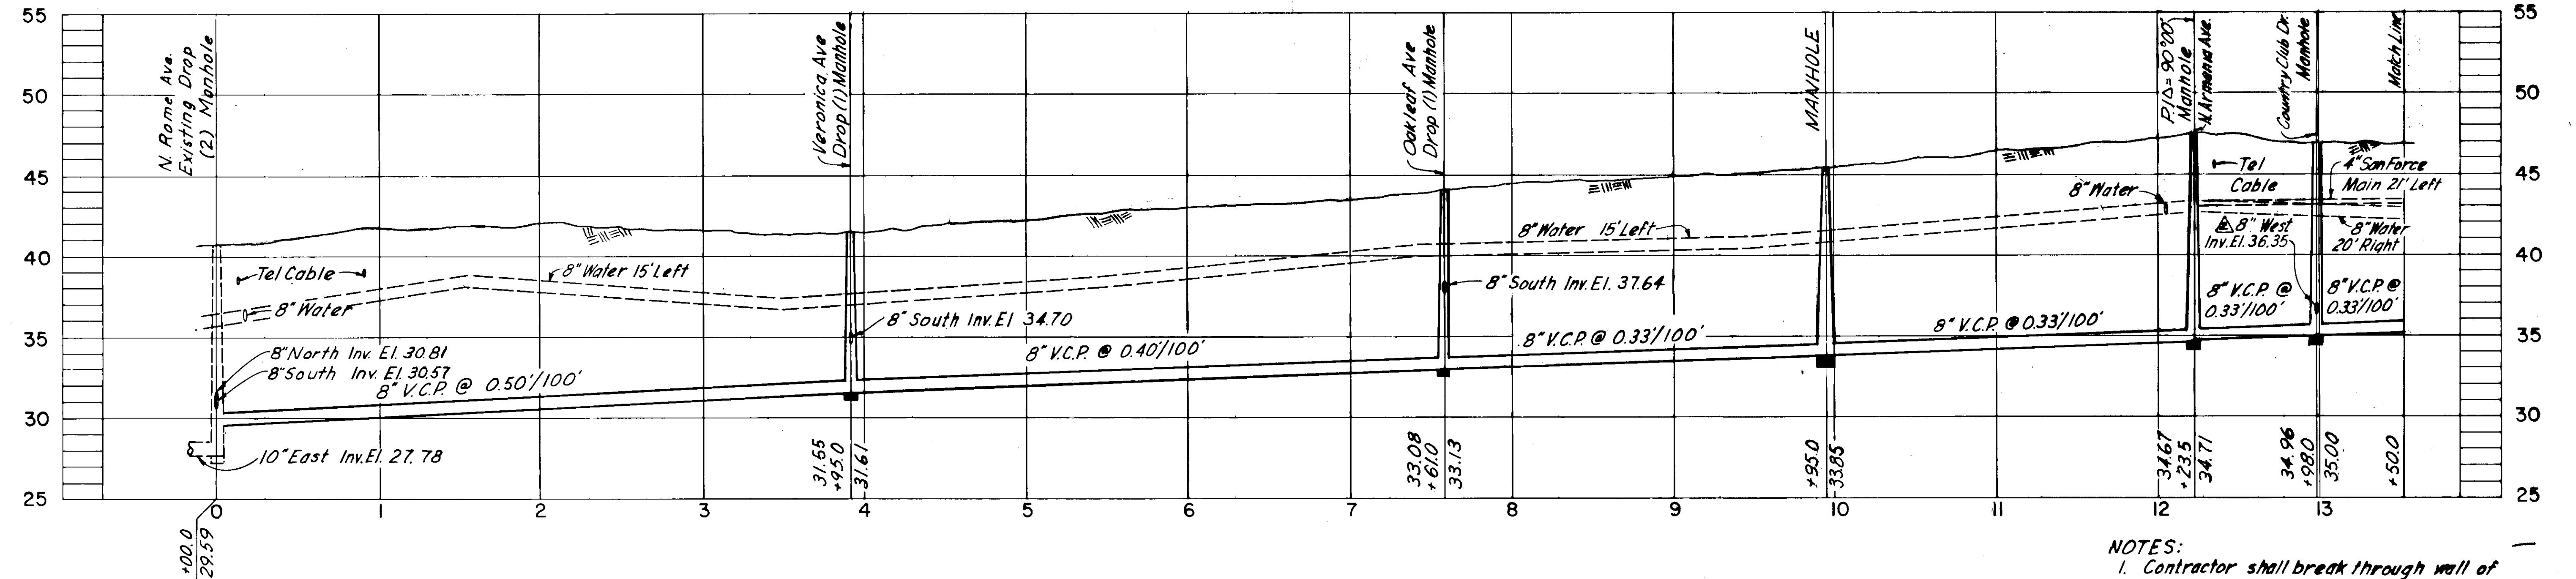 55
50
45
40
35
30
25
N. Rome Ave.
Existing Drop
(2) Manhole
Veronica Ave
Drop (1) Manhole
Oakleaf Ave
Drop (1) Manhole
MANHOLE
P.I. Δ = 90°00'
Manhole
N. Armenia Ave.
Country Club Dr.
Manhole
Match Line
55
50
45
40
35
30
25
Tel Cable
8" Water
8" Water 15' Left
8" Water 15' Left
8" Water
Tel
Cable
4" San Force
Main 21' Left
8" West
Inv. El. 36.35
8" Water
20' Right
8" North Inv. El. 30.81
8" South Inv. El. 30.57
8" V.C.P. @ 0.50'/100'
10" East Inv. El. 27.78
8" South Inv. El 34.70
8" V.C.P. @ 0.40'/100'
8" South Inv. El. 37.64
8" V.C.P. @ 0.33'/100'
8" V.C.P. @ 0.33'/100'
8" V.C.P. @
0.33'/100'
8" V.C.P. @
0.33'/100'
31.55
+95.0
31.61
33.08
+61.0
33.13
+95.0
33.85
34.67
+23.5
34.71
34.96
+98.0
35.00
+50.0
0 1 2 3 4 5 6 7 8 9 10 11 12 13
+00.0
29.59
NOTES:
1. Contractor shall break through wall of